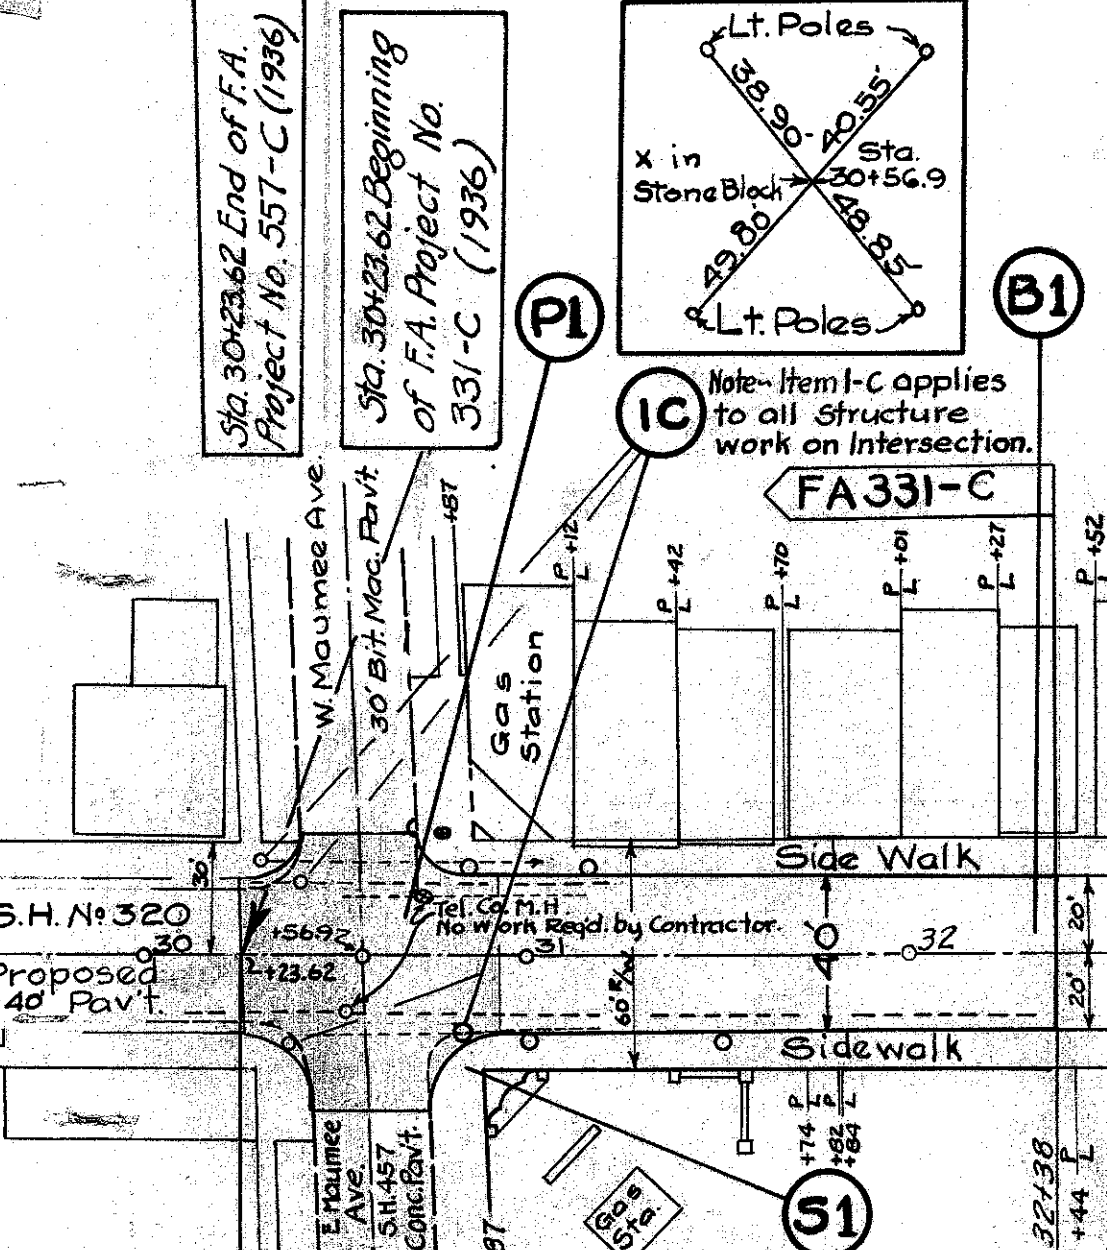 Sta. 30+23.62 End of F.A.
Project No. 557-C (1936)
Sta. 30+23.62 Beginning
of F.A. Project No.
331-C (1936)
Lt. Poles
38.90'
40.55'
x in
Stone Block
Sta.
30+56.9
49.80'
48.85'
Lt. Poles
P1
B1
1C
Note- Item 1-C applies
to all structure
work on Intersection.
FA 331-C
W. Maumee Ave.
30' Bit. Mac. Pav't.
+87
P L +12
P L +42
P L +70
P L +01
P L +27
P L +52
Gas
Station
Side Walk
30'
S.H. No 320
30
+5692
+23.62
Tel. Co. M.H.
No work Req'd. by Contractor.
31
32
40'
20'
20'
60' R/W
Proposed
40' Pav't.
Sidewalk
E. Maumee
Ave.
S.H. 457
Conc. Pav't.
87
Gas
Sta.
P L +74
P L +82
+84
S1
32+38
P L +44